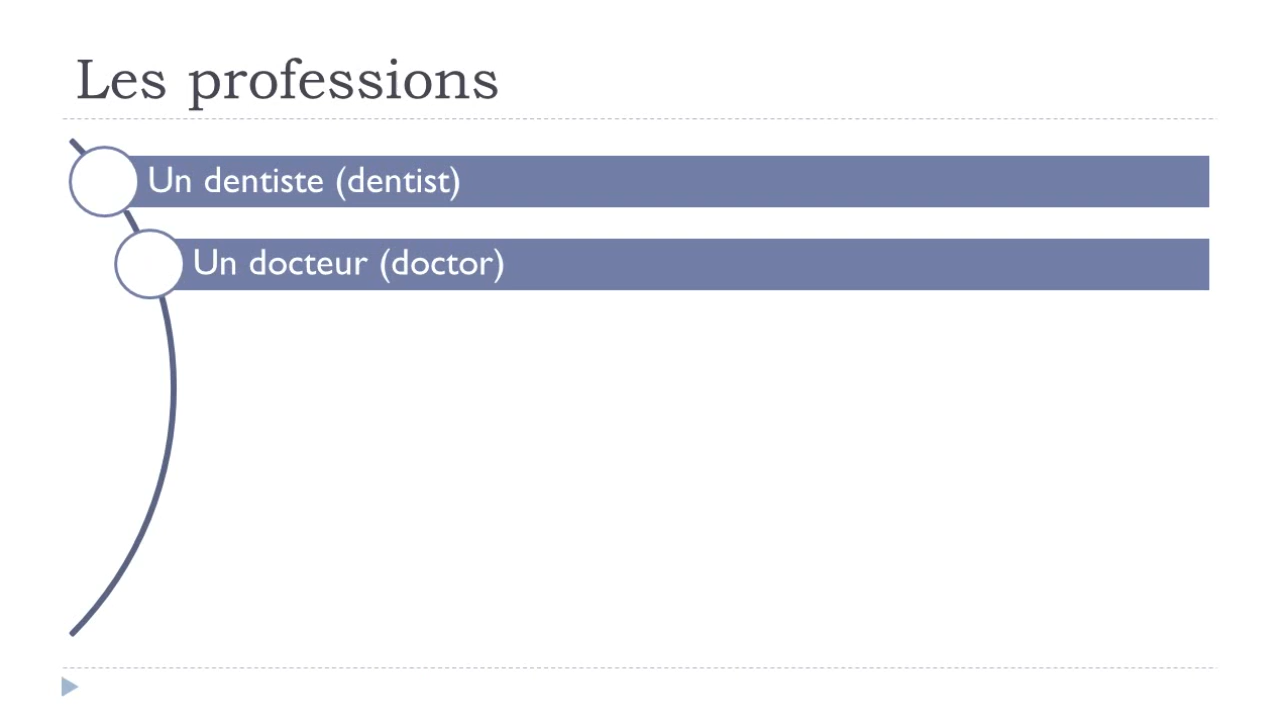 Les professions
Un dentiste (dentist)
Un docteur (doctor)